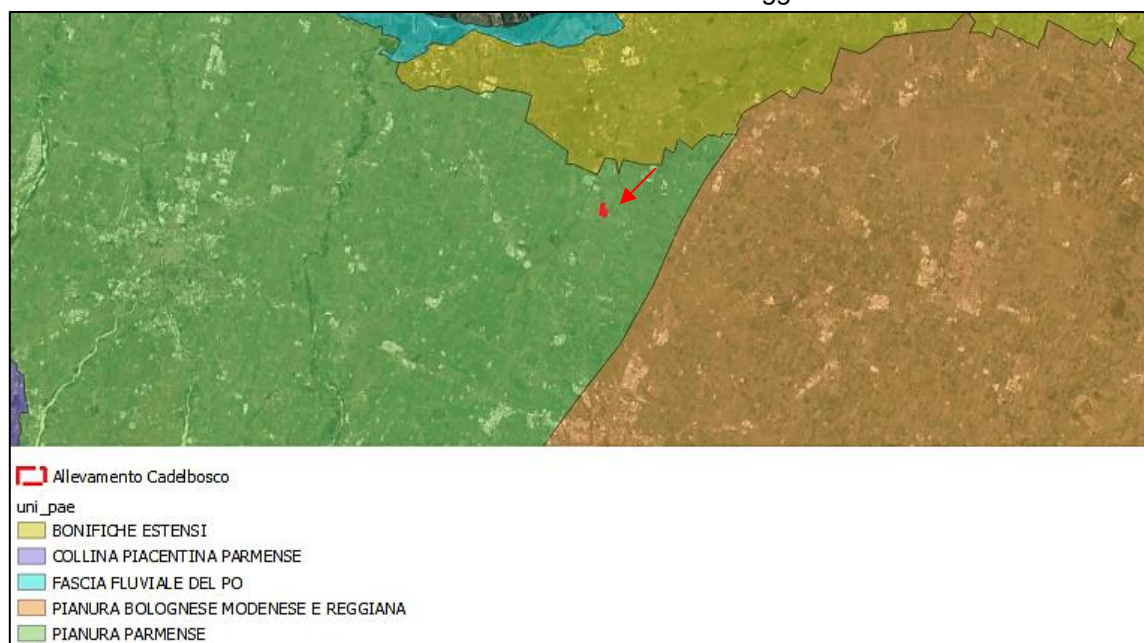 Allevamento Cadelbosco
uni_pae
BONIFICHE ESTENSI
COLLINA PIACENTINA PARMENSE
FASCIA FLUVIALE DEL PO
PIANURA BOLOGNESE MODENESE E REGGIANA
PIANURA PARMENSE